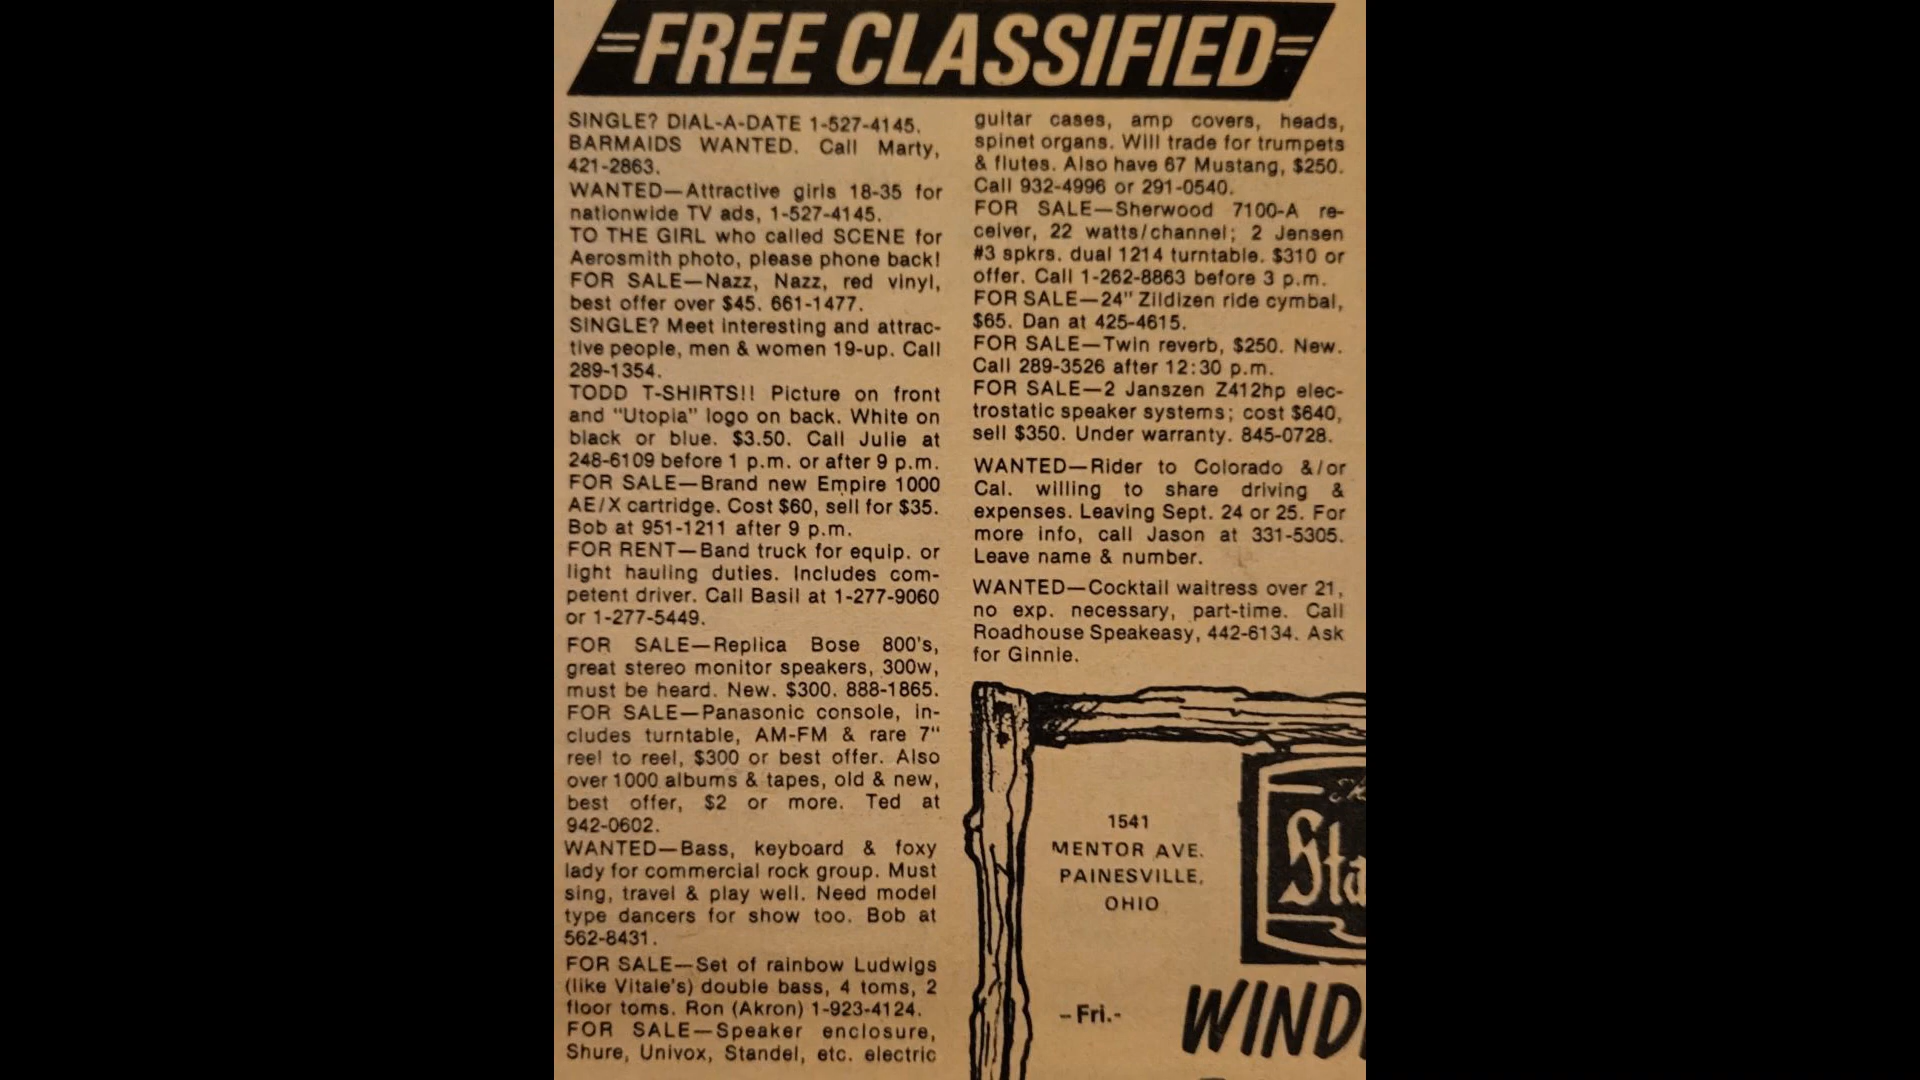 =FREE CLASSIFIED=
SINGLE? DIAL-A-DATE 1-527-4145.
BARMAIDS WANTED. Call Marty,
421-2863.
WANTED—Attractive girls 18-35 for
nationwide TV ads, 1-527-4145.
TO THE GIRL who called SCENE for
Aerosmith photo, please phone back!
FOR SALE—Nazz, Nazz, red vinyl,
best offer over $45. 661-1477.
SINGLE? Meet interesting and attrac-
tive people, men & women 19-up. Call
289-1354.
TODD T-SHIRTS!! Picture on front
and "Utopia" logo on back. White on
black or blue. $3.50. Call Julie at
248-6109 before 1 p.m. or after 9 p.m.
FOR SALE—Brand new Empire 1000
AE/X cartridge. Cost $60, sell for $35.
Bob at 951-1211 after 9 p.m.
FOR RENT—Band truck for equip. or
light hauling duties. Includes com-
petent driver. Call Basil at 1-277-9060
or 1-277-5449.
FOR SALE—Replica Bose 800's,
great stereo monitor speakers, 300w,
must be heard. New. $300. 888-1865.
FOR SALE—Panasonic console, in-
cludes turntable, AM-FM & rare 7"
reel to reel, $300 or best offer. Also
over 1000 albums & tapes, old & new,
best offer, $2 or more. Ted at
942-0602.
WANTED—Bass, keyboard & foxy
lady for commercial rock group. Must
sing, travel & play well. Need model
type dancers for show too. Bob at
562-8431.
FOR SALE—Set of rainbow Ludwigs
(like Vitale's) double bass, 4 toms, 2
floor toms. Ron (Akron) 1-923-4124.
FOR SALE—Speaker enclosure,
Shure, Univox, Standel, etc. electric
guitar cases, amp covers, heads,
spinet organs. Will trade for trumpets
& flutes. Also have 67 Mustang, $250.
Call 932-4996 or 291-0540.
FOR SALE—Sherwood 7100-A re-
ceiver, 22 watts/channel; 2 Jensen
#3 spkrs. dual 1214 turntable. $310 or
offer. Call 1-262-8863 before 3 p.m.
FOR SALE—24" Zildizen ride cymbal,
$65. Dan at 425-4615.
FOR SALE—Twin reverb, $250. New.
Call 289-3526 after 12:30 p.m.
FOR SALE—2 Janszen Z412hp elec-
trostatic speaker systems; cost $640,
sell $350. Under warranty. 845-0728.
WANTED—Rider to Colorado &/or
Cal. willing to share driving &
expenses. Leaving Sept. 24 or 25. For
more info, call Jason at 331-5305.
Leave name & number.
WANTED—Cocktail waitress over 21,
no exp. necessary, part-time. Call
Roadhouse Speakeasy, 442-6134. Ask
for Ginnie.
1541
MENTOR AVE.
PAINESVILLE,
OHIO
Sta
-Fri.-
WIND